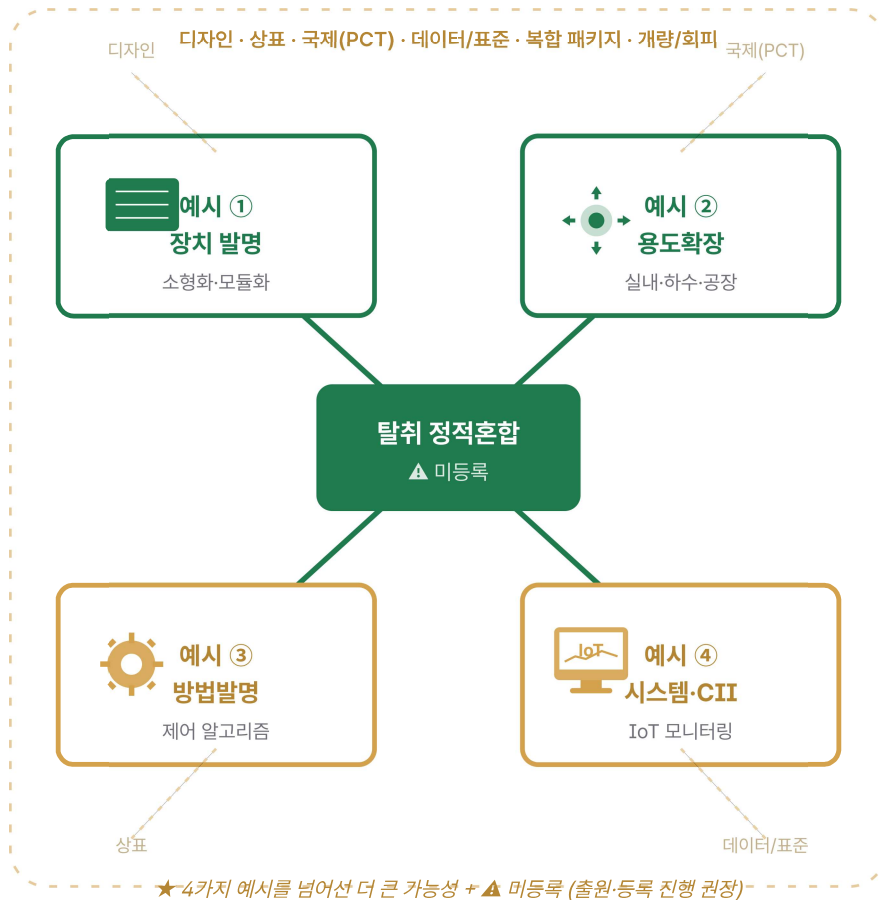 디자인 · 상표 · 국제(PCT) · 데이터/표준 · 복합 패키지 · 개량/회피
디자인
국제(PCT)
예시 ①
장치 발명
소형화·모듈화
예시 ②
용도확장
실내·하수·공장
탈취 정적혼합
⚠ 미등록
예시 ③
방법발명
제어 알고리즘
IoT
예시 ④
시스템·CII
IoT 모니터링
상표
데이터/표준
★ 4가지 예시를 넘어선 더 큰 가능성 + ⚠ 미등록 (출원·등록 진행 권장)